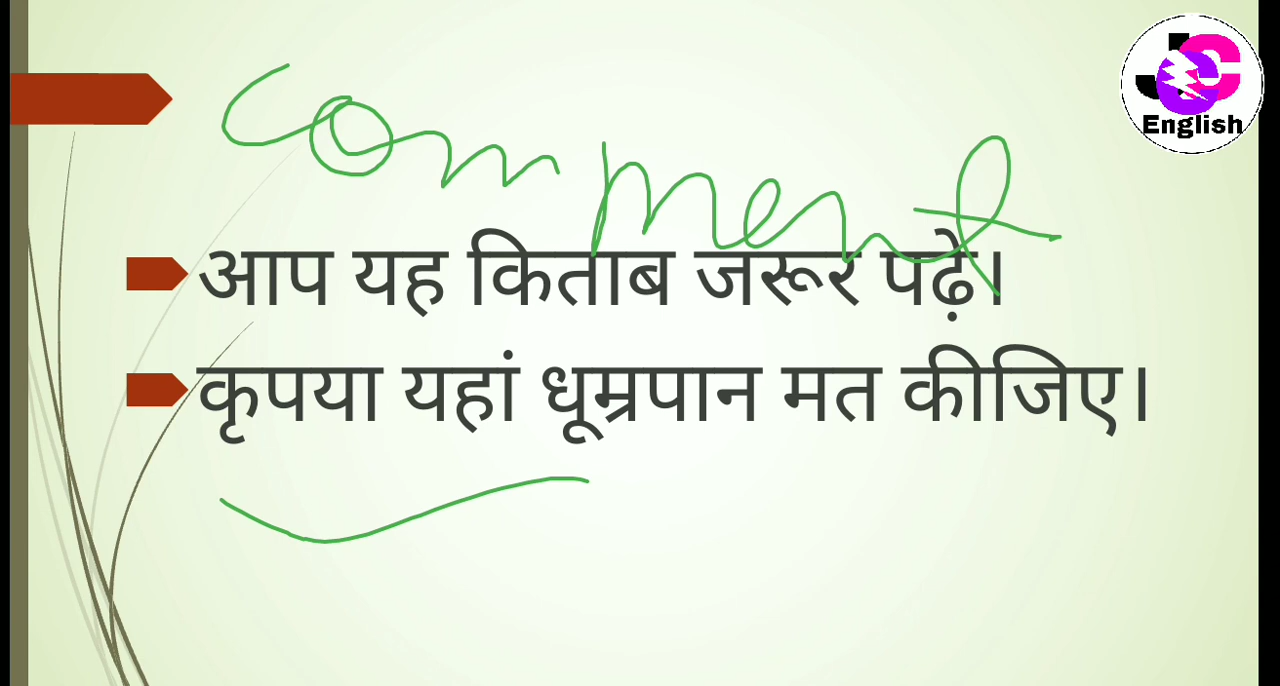 English
comment
आप यह किताब जरूर पढ़े।
कृपया यहां धूम्रपान मत कीजिए।